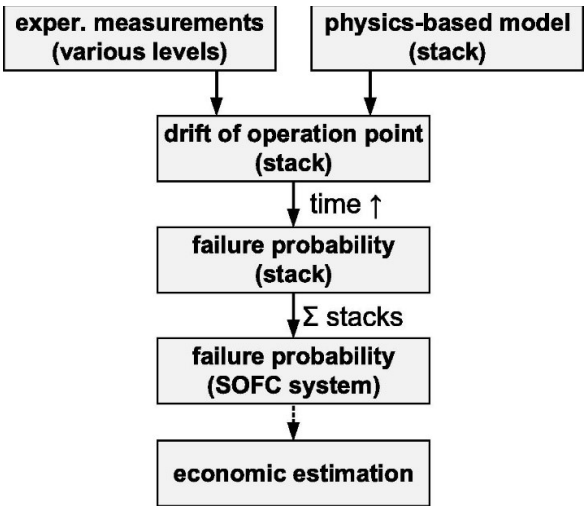 exper. measurements
(various levels)
physics-based model
(stack)
drift of operation point
(stack)
time ↑
failure probability
(stack)
Σ stacks
failure probability
(SOFC system)
economic estimation